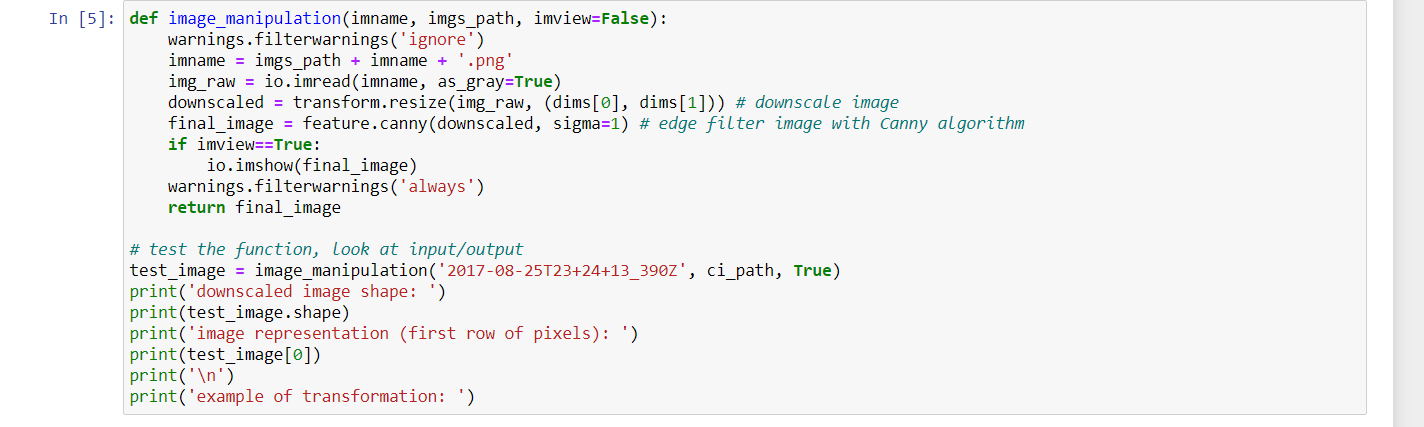 In [5]: def image_manipulation(imname, imgs_path, imview=False):
    warnings.filterwarnings('ignore')
    imname = imgs_path + imname + '.png'
    img_raw = io.imread(imname, as_gray=True)
    downscaled = transform.resize(img_raw, (dims[0], dims[1])) # downscale image
    final_image = feature.canny(downscaled, sigma=1) # edge filter image with Canny algorithm
    if imview==True:
        io.imshow(final_image)
    warnings.filterwarnings('always')
    return final_image

# test the function, look at input/output
test_image = image_manipulation('2017-08-25T23+24+13_390Z', ci_path, True)
print('downscaled image shape: ')
print(test_image.shape)
print('image representation (first row of pixels): ')
print(test_image[0])
print('\n')
print('example of transformation: ')